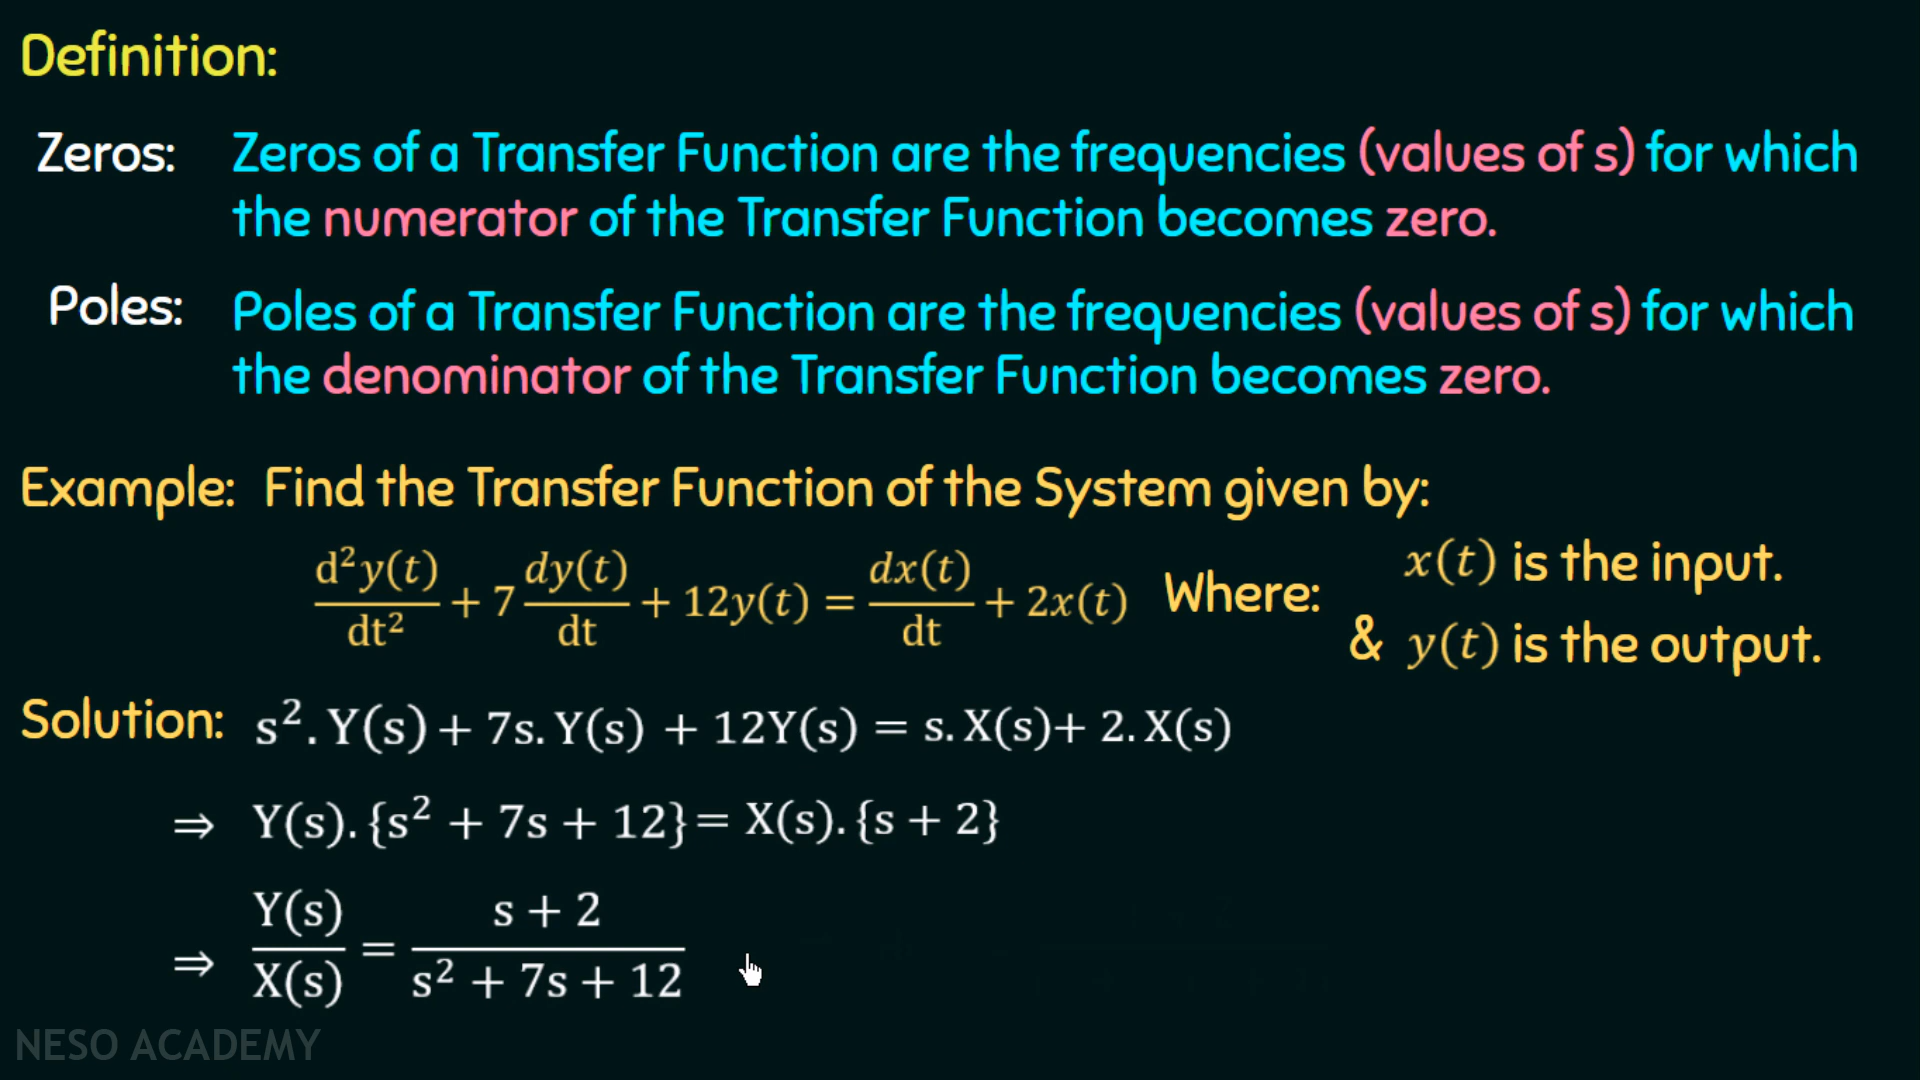 Definition:
Zeros: Zeros of a Transfer Function are the frequencies (values of s) for which
the numerator of the Transfer Function becomes zero.
Poles: Poles of a Transfer Function are the frequencies (values of s) for which
the denominator of the Transfer Function becomes zero.
Example: Find the Transfer Function of the System given by:
d²y(t)/dt² + 7 dy(t)/dt + 12y(t) = dx(t)/dt + 2x(t) Where: x(t) is the input.
& y(t) is the output.
Solution: s². Y(s) + 7s. Y(s) + 12Y(s) = s. X(s)+ 2. X(s)
⇒ Y(s). {s² + 7s + 12} = X(s). {s + 2}
⇒ Y(s)/X(s) = s + 2/s² + 7s + 12
NESO ACADEMY